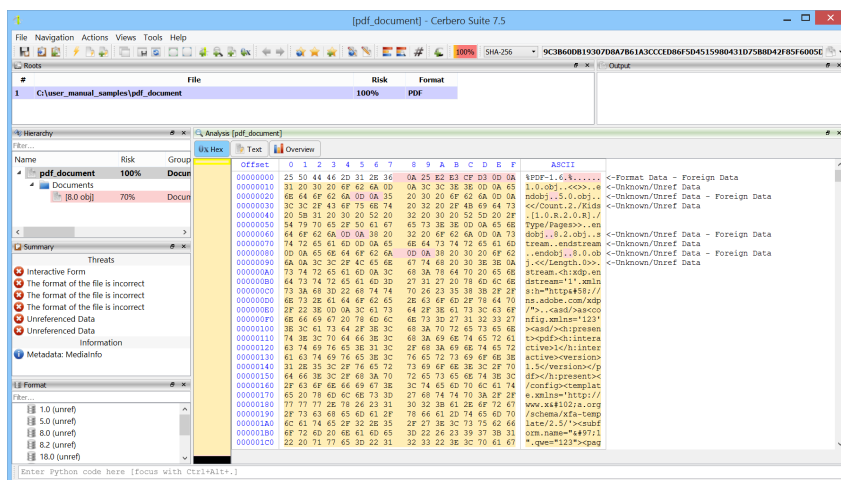 [pdf_document] - Cerbero Suite 7.5
File Navigation Actions Views Tools Help
100% SHA-256 9C3B60DB19307D8A7B61A3CCCED86F5D4515980431D75B8D42F85F6005D
Roots
Output
# File Risk Format
1 C:\user_manual_samples\pdf_document 100% PDF
Hierarchy
Filter...
Name Risk Group
pdf_document 100% Docun
Documents
[8.0 obj] 70% Docun
Summary
Threats
Interactive Form
The format of the file is incorrect
The format of the file is incorrect
The format of the file is incorrect
Unreferenced Data
Unreferenced Data
Information
Metadata: MediaInfo
Format
Filter...
1.0 (unref)
5.0 (unref)
8.0 (unref)
8.2 (unref)
18.0 (unref)
Analysis [pdf_document]
Hex Text Overview
Offset 0 1 2 3 4 5 6 7 8 9 A B C D E F ASCII
00000000 25 50 44 46 2D 31 2E 36 0A 25 E2 E3 CF D3 0D 0A %PDF-1.6.%...... <-Format Data - Foreign Data
00000010 31 20 30 20 6F 62 6A 0D 0A 3C 3C 3E 3E 0D 0A 65 1.0.obj..<<>>..e <-Unknown/Unref Data
00000020 6E 64 6F 62 6A 0D 0A 35 20 30 20 6F 62 6A 0D 0A ndobj..5.0.obj.. <-Unknown/Unref Data - Foreign Data
00000030 3C 3C 2F 43 6F 75 6E 74 20 32 20 2F 4B 69 64 73 <</Count.2./Kids <-Unknown/Unref Data
00000040 20 5B 31 20 30 20 52 20 32 20 30 20 52 5D 20 2F .[1.0.R.2.0.R]./ <-Unknown/Unref Data
00000050 54 79 70 65 2F 50 61 67 65 73 3E 3E 0D 0A 65 6E Type/Pages>>..en <-Unknown/Unref Data
00000060 64 6F 62 6A 0D 0A 38 20 32 20 6F 62 6A 0D 0A 73 dobj..8.2.obj..s <-Unknown/Unref Data - Foreign Data
00000070 74 72 65 61 6D 0D 0A 65 6E 64 73 74 72 65 61 6D tream..endstream <-Unknown/Unref Data
00000080 0D 0A 65 6E 64 6F 62 6A 0D 0A 38 20 30 20 6F 62 ..endobj..8.0.ob <-Unknown/Unref Data - Foreign Data
00000090 6A 0A 3C 3C 2F 4C 65 6E 67 74 68 20 30 3E 3E 0A j.<</Length.0>>. <-Unknown/Unref Data
000000A0 73 74 72 65 61 6D 0A 3C 68 3A 78 64 70 20 65 6E stream.<h:xdp.en
000000B0 64 73 74 72 65 61 6D 3D 27 31 27 20 78 6D 6C 6E dstream='1'.xmln
000000C0 73 3A 68 3D 22 68 74 74 70 26 23 35 38 3B 2F 2F s:h="http&#58;//
000000D0 6E 73 2E 61 64 6F 62 65 2E 63 6F 6D 2F 78 64 70 ns.adobe.com/xdp
000000E0 2F 22 3E 0D 0A 3C 61 73 64 2F 3E 61 73 3C 63 6F /">..<asd/>as<co
000000F0 6E 66 69 67 20 78 6D 6C 6E 73 3D 27 31 32 33 27 nfig.xmlns='123'
00000100 3E 3C 61 73 64 2F 3E 3C 68 3A 70 72 65 73 65 6E ><asd/><h:presen
00000110 74 3E 3C 70 64 66 3E 3C 68 3A 69 6E 74 65 72 61 t><pdf><h:intera
00000120 63 74 69 76 65 3E 31 3C 2F 68 3A 69 6E 74 65 72 ctive>1</h:inter
00000130 61 63 74 69 76 65 3E 3C 76 65 72 73 69 6F 6E 3E active><version>
00000140 31 2E 35 3C 2F 76 65 72 73 69 6F 6E 3E 3C 2F 70 1.5</version></p
00000150 64 66 3E 3C 2F 68 3A 70 72 65 73 65 6E 74 3E 3C df></h:present><
00000160 2F 63 6F 6E 66 69 67 3E 3C 74 65 6D 70 6C 61 74 /config><templat
00000170 65 20 78 6D 6C 6E 73 3D 27 68 74 74 70 3A 2F 2F e.xmlns='http://
00000180 77 77 77 2E 78 26 23 31 30 32 3B 61 2E 6F 72 67 www.x&#102;a.org
00000190 2F 73 63 68 65 6D 61 2F 78 66 61 2D 74 65 6D 70 /schema/xfa-temp
000001A0 6C 61 74 65 2F 32 2E 35 2F 27 3E 3C 73 75 62 66 late/2.5/'><subf
000001B0 6F 72 6D 20 6E 61 6D 65 3D 22 26 23 39 37 3B 31 orm.name="&#97;1
000001C0 22 20 71 77 65 3D 22 31 32 33 22 3E 3C 70 61 67 ".qwe="123"><pag
Enter Python code here [focus with Ctrl+Alt+.]